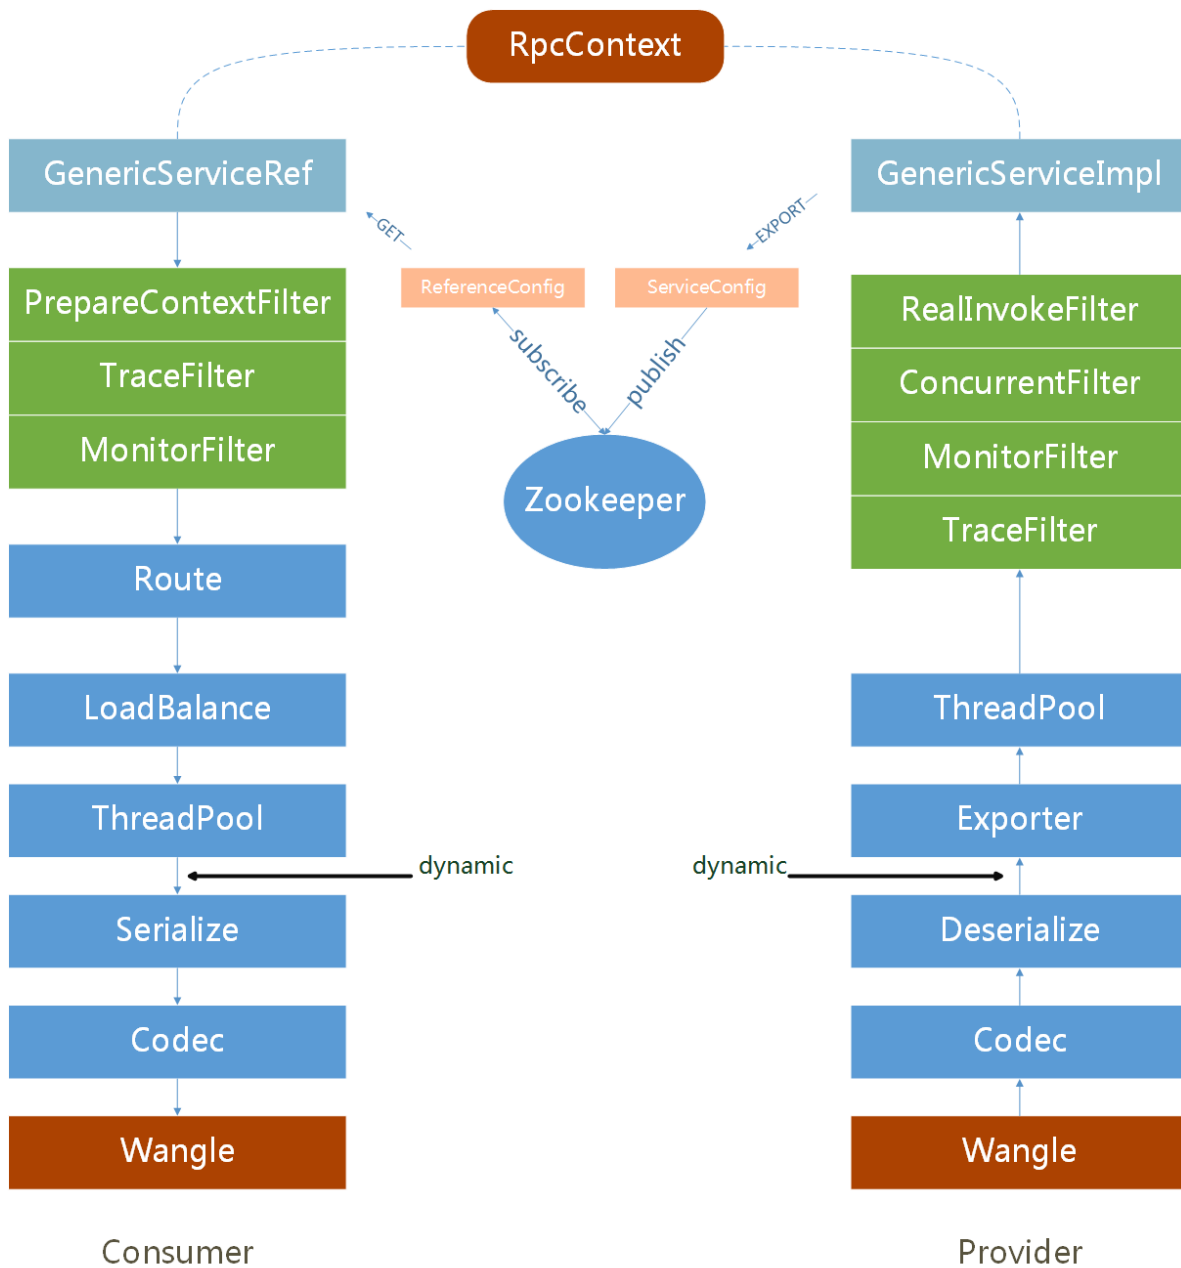 RpcContext
GenericServiceRef
GenericServiceImpl
GET
EXPORT
ReferenceConfig
ServiceConfig
PrepareContextFilter
TraceFilter
MonitorFilter
subscribe
publish
Zookeeper
RealInvokeFilter
ConcurrentFilter
MonitorFilter
TraceFilter
Route
LoadBalance
ThreadPool
ThreadPool
Exporter
dynamic
dynamic
Serialize
Deserialize
Codec
Codec
Wangle
Wangle
Consumer
Provider